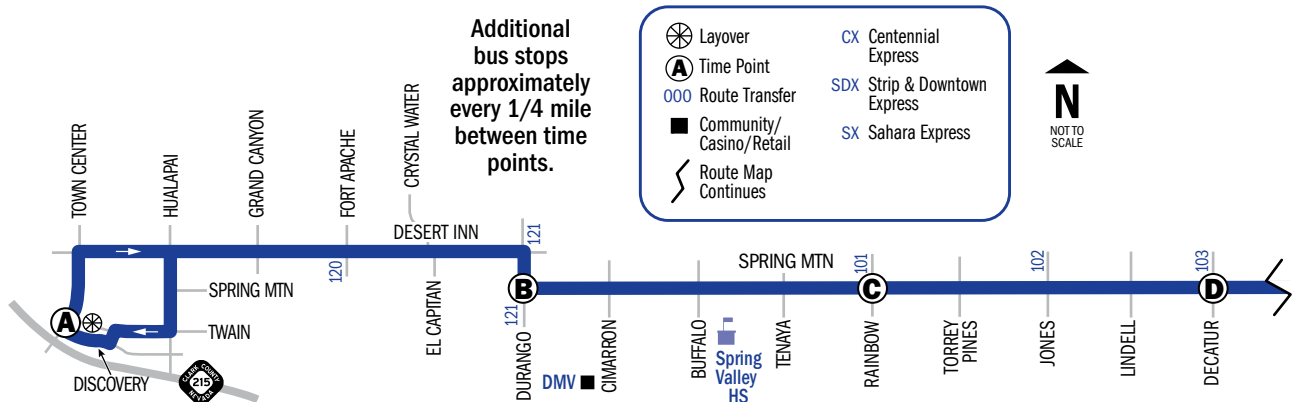 Additional
bus stops
approximately
every 1/4 mile
between time
points.
Layover
A Time Point
000 Route Transfer
Community/
Casino/Retail
Route Map
Continues
CX Centennial
Express
SDX Strip & Downtown
Express
SX Sahara Express
N
NOT TO
SCALE
TOWN CENTER
HUALAPAI
GRAND CANYON
FORT APACHE
CRYSTAL WATER
DESERT INN
121
120
EL CAPITAN
SPRING MTN
TWAIN
A
DISCOVERY
CLARK COUNTY
215
NEVADA
B
121
DURANGO
DMV
CIMARRON
BUFFALO
Spring
Valley
HS
TENAYA
SPRING MTN
101
C
RAINBOW
TORREY
PINES
102
JONES
LINDELL
103
D
DECATUR